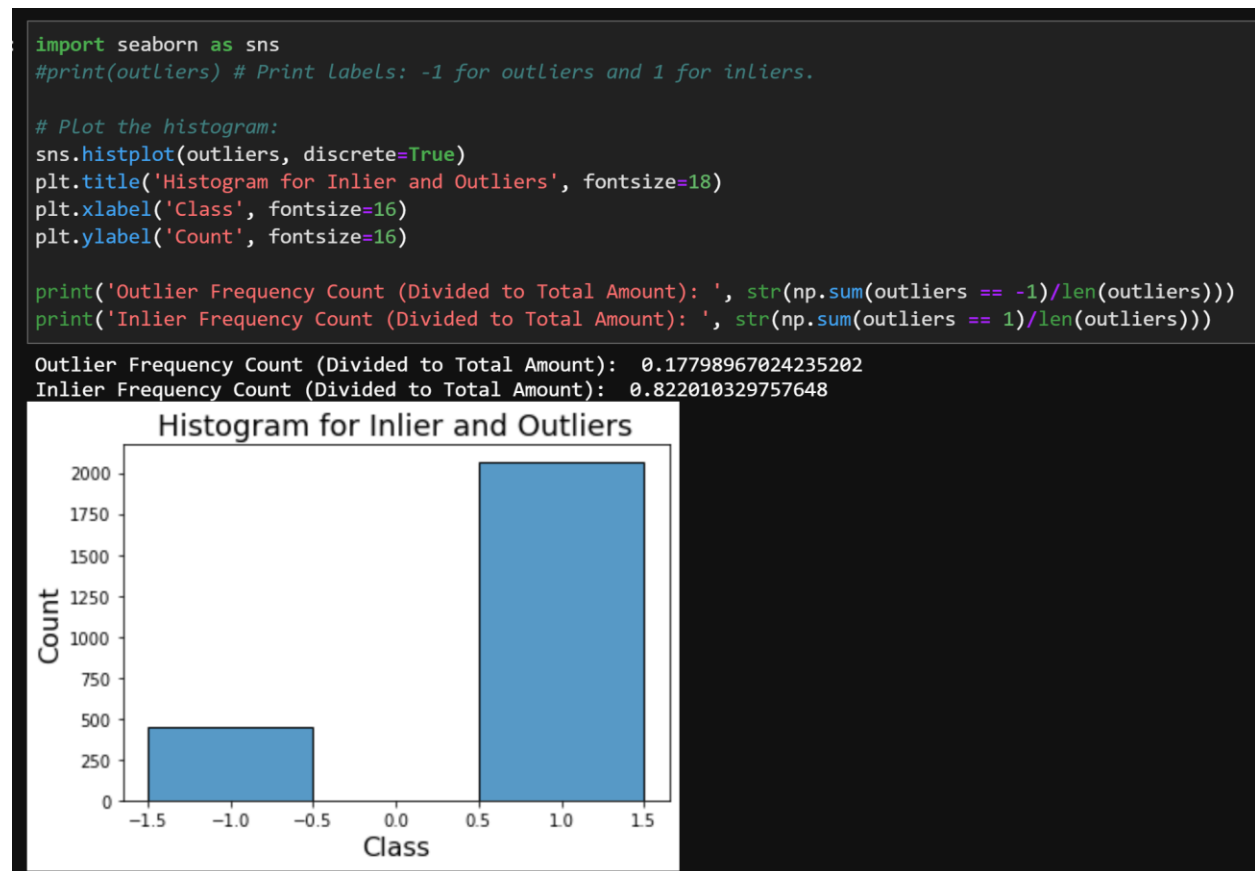 import seaborn as sns
#print(outliers) # Print Labels: -1 for outliers and 1 for inliers.
# Plot the histogram:
sns.histplot(outliers, discrete=True)
plt.title('Histogram for Inlier and Outliers', fontsize=18)
plt.xlabel('Class', fontsize=16)
plt.ylabel('Count', fontsize=16)
print('Outlier Frequency Count (Divided to Total Amount): ', str(np.sum(outliers == -1)/len(outliers)))
print('Inlier Frequency Count (Divided to Total Amount): ', str(np.sum(outliers == 1)/len(outliers)))
Outlier Frequency Count (Divided to Total Amount):  0.17798967024235202
Inlier Frequency Count (Divided to Total Amount):  0.822010329757648
Histogram for Inlier and Outliers
2000
1750
1500
1250
1000
750
500
250
0
Count
−1.5 −1.0 −0.5 0.0 0.5 1.0 1.5
Class